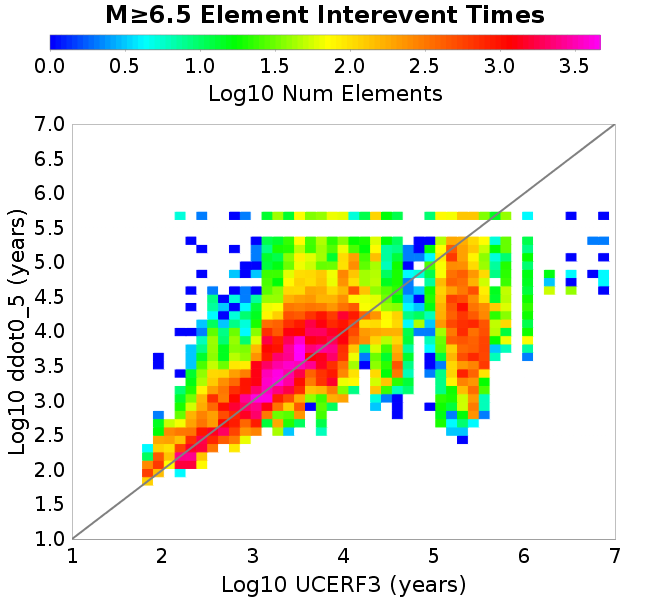 M≥6.5 Element Interevent Times
0.0 0.5 1.0 1.5 2.0 2.5 3.0 3.5
Log10 Num Elements
Log10 ddot0_5 (years)
7.0
6.5
6.0
5.5
5.0
4.5
4.0
3.5
3.0
2.5
2.0
1.5
1.0
1 2 3 4 5 6 7
Log10 UCERF3 (years)